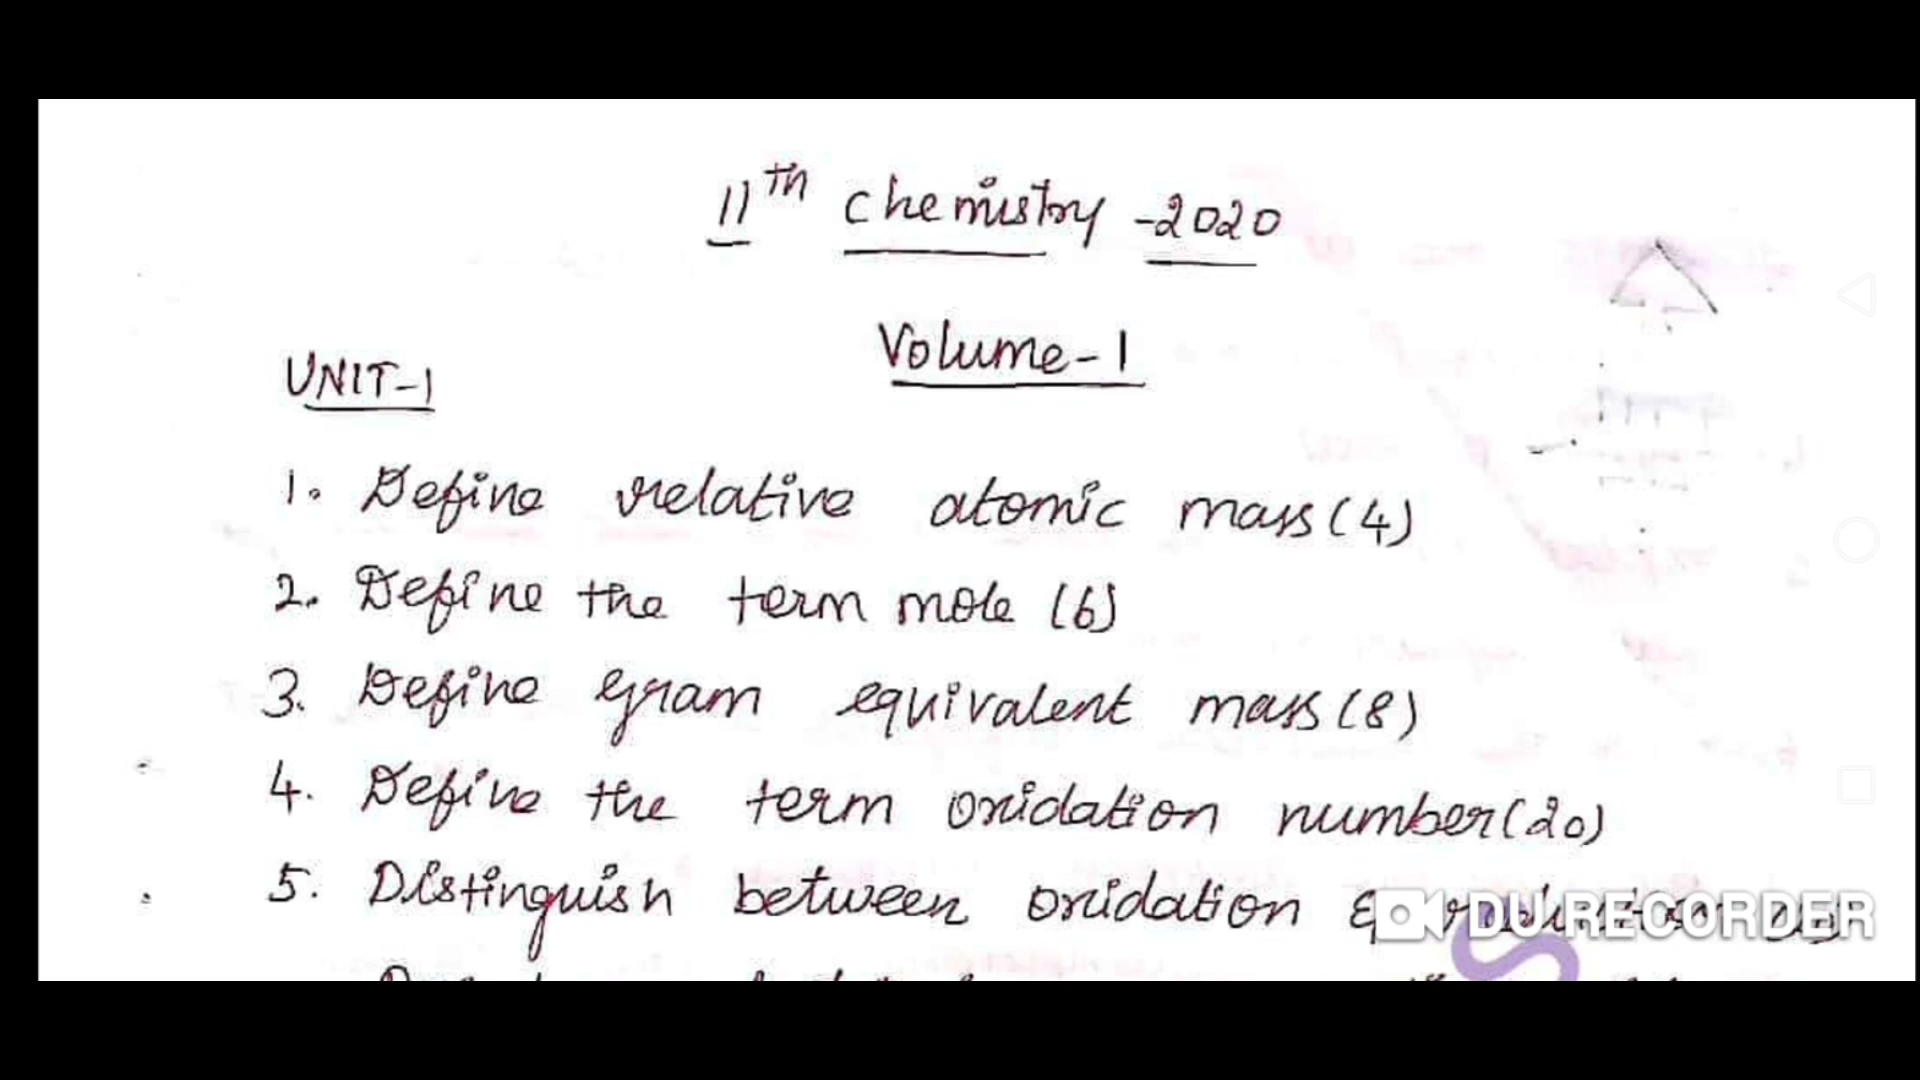 11th chemistry -2020
Volume-1
UNIT-1
1. Define relative atomic mass (4)
2. Define the term mole (6)
3. Define gram equivalent mass (8)
4. Define the term oxidation number (20)
5. Distinguish between oxidation &
DU RECORDER